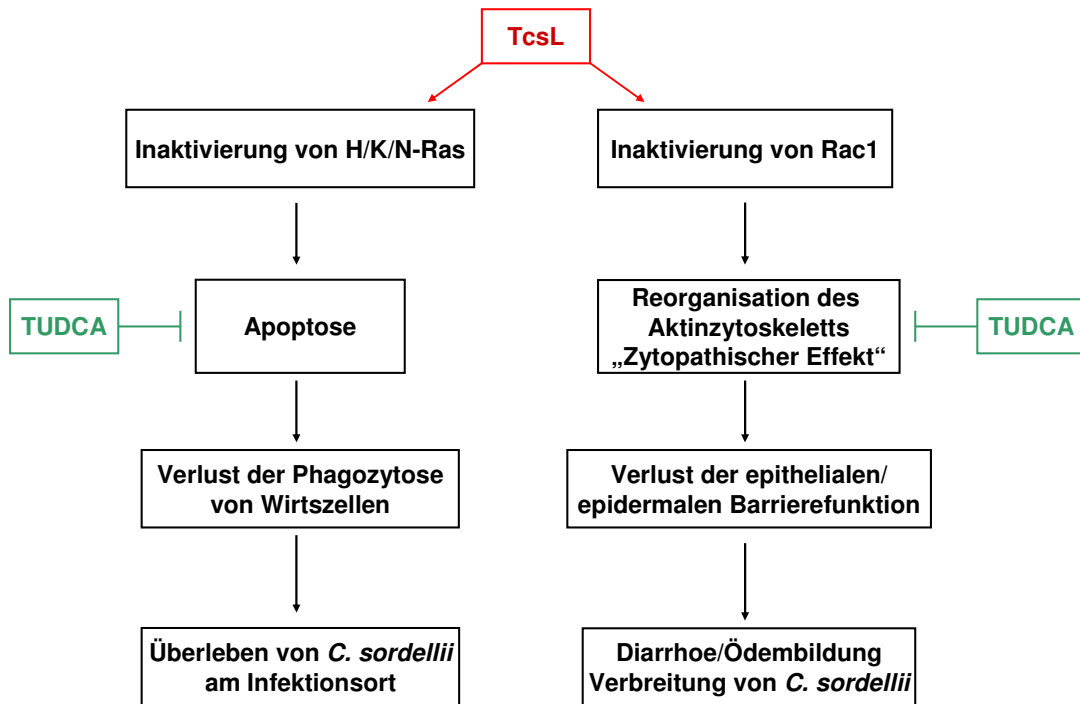 TcsL
Inaktivierung von H/K/N-Ras
Inaktivierung von Rac1
TUDCA
Apoptose
Reorganisation des
Aktinzytoskeletts
„Zytopathischer Effekt“
TUDCA
Verlust der Phagozytose
von Wirtszellen
Verlust der epithelialen/
epidermalen Barrierefunktion
Überleben von C. sordellii
am Infektionsort
Diarrhoe/Ödembildung
Verbreitung von C. sordellii